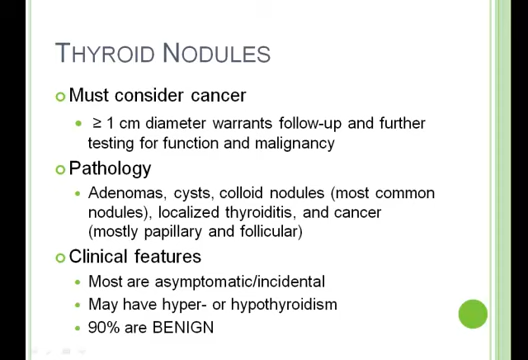 THYROID NODULES
Must consider cancer
≥ 1 cm diameter warrants follow-up and further
testing for function and malignancy
Pathology
Adenomas, cysts, colloid nodules (most common
nodules), localized thyroiditis, and cancer
(mostly papillary and follicular)
Clinical features
Most are asymptomatic/incidental
May have hyper- or hypothyroidism
90% are BENIGN